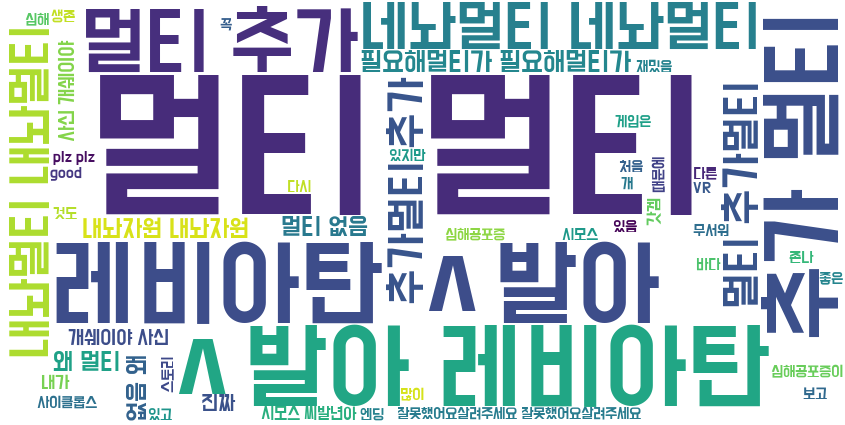 심해 생존
멀티 추가
꼭
네놔멀티 네놔멀티
필요해멀티가 필요해멀티가 재밌음
내놔멀티 내놔멀티
사신 개쉐이야
멀티 멀티
추가 멀티
추가멀티 추가
멀티 추가멀티
게임은
plz plz
good
있지만
처음
개
때문에
다른
VR
다시
갓겜
것도
내놔자원 내놔자원
멀티 없음
심해공포증
시모스
있음
무서워
레비아탄 ㅅ 발아
바다
존나
좋은
ㅅ 발아 레비아탄
개쉐이야 사신
왜 멀티
없음 왜
스토리
내가
사이클롭스
있고
진짜
많이
심해공포증이
보고
시모스 씨발년아
엔딩
잘못했어요살려주세요 잘못했어요살려주세요